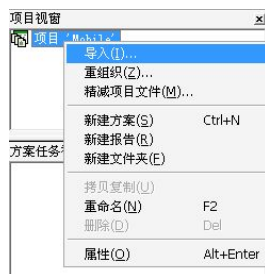 项目视窗
项目 'Mobile'
导入(I)...
重组织(Z)...
精减项目文件(M)...
新建方案(S) Ctrl+N
新建报告(R)
新建文件夹(F)
方案任务
拷贝复制(U)
重命名(N) F2
删除(D) Del
属性(O) Alt+Enter